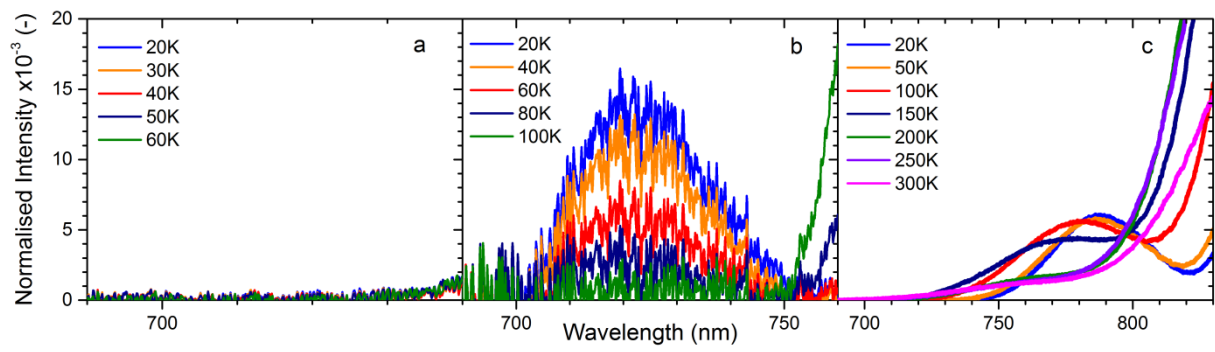 Normalised Intensity x10⁻³ (-)
20
15
10
5
0
a
20K
30K
40K
50K
60K
700
b
20K
40K
60K
80K
100K
700
750
c
20K
50K
100K
150K
200K
250K
300K
700
750
800
Wavelength (nm)